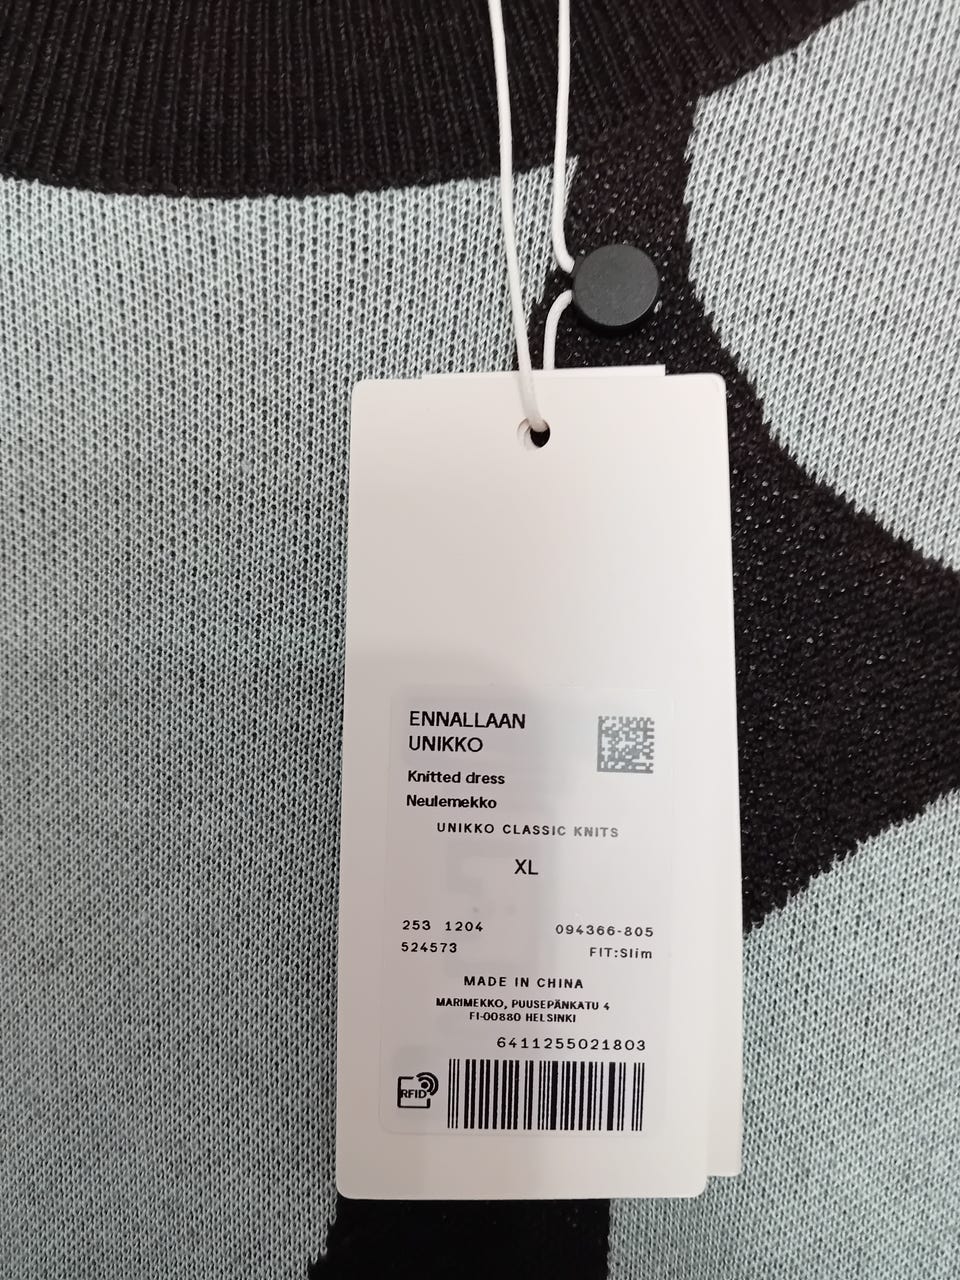 ENNALLAAN
UNIKKO
Knitted dress
Neulemekko
UNIKKO CLASSIC KNITS
XL
253 1204
094366-805
524573
FIT:Slim
MADE IN CHINA
MARIMEKKO, PUUSEPÄNKATU 4
FI-00880 HELSINKI
6411255021803
RFID